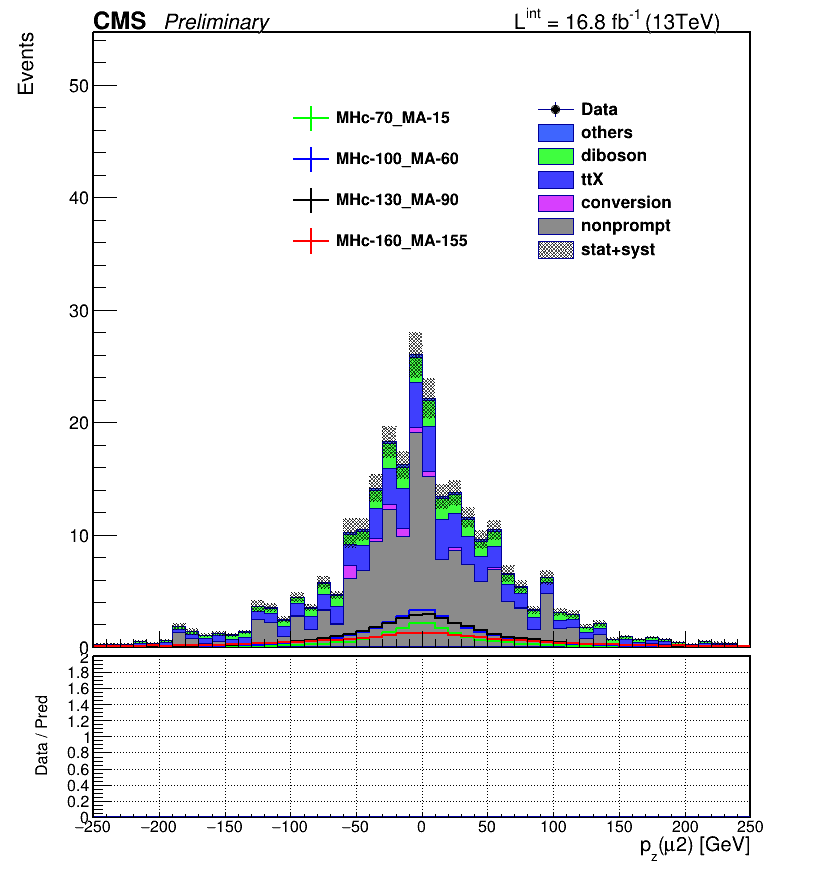 CMS Preliminary L^int = 16.8 fb^-1 (13TeV)
Events
50
40
30
20
10
0
MHc-70_MA-15
MHc-100_MA-60
MHc-130_MA-90
MHc-160_MA-155
Data
others
diboson
ttX
conversion
nonprompt
stat+syst
Data / Pred
2
1.8
1.6
1.4
1.2
1
0.8
0.6
0.4
0.2
0
−250 −200 −150 −100 −50 0 50 100 150 200 250
p_z(μ2) [GeV]